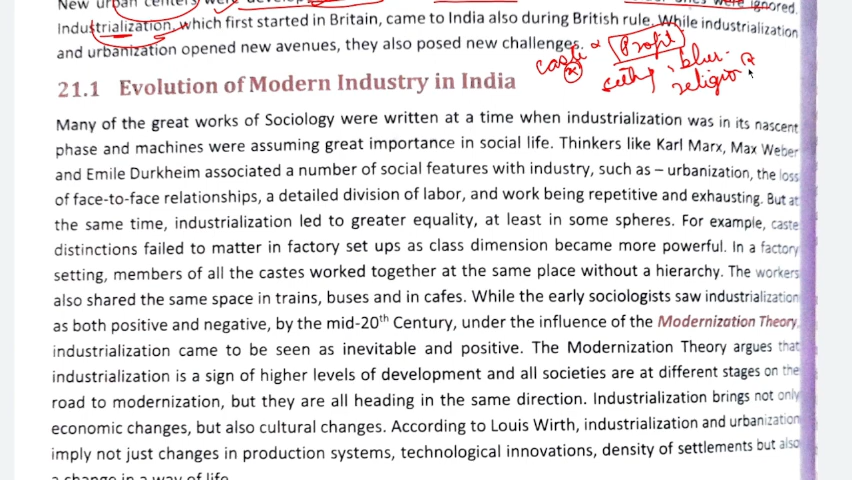 New urban centers were ignored.
Industrialization, which first started in Britain, came to India also during British rule. While industrialization
and urbanization opened new avenues, they also posed new challenges.
caste & Profit
blur
religio
21.1 Evolution of Modern Industry in India
Many of the great works of Sociology were written at a time when industrialization was in its nascent
phase and machines were assuming great importance in social life. Thinkers like Karl Marx, Max Weber
and Emile Durkheim associated a number of social features with industry, such as – urbanization, the loss
of face-to-face relationships, a detailed division of labor, and work being repetitive and exhausting. But at
the same time, industrialization led to greater equality, at least in some spheres. For example, caste
distinctions failed to matter in factory set ups as class dimension became more powerful. In a factory
setting, members of all the castes worked together at the same place without a hierarchy. The workers
also shared the same space in trains, buses and in cafes. While the early sociologists saw industrialization
as both positive and negative, by the mid-20th Century, under the influence of the Modernization Theory,
industrialization came to be seen as inevitable and positive. The Modernization Theory argues that
industrialization is a sign of higher levels of development and all societies are at different stages on the
road to modernization, but they are all heading in the same direction. Industrialization brings not only
economic changes, but also cultural changes. According to Louis Wirth, industrialization and urbanization
imply not just changes in production systems, technological innovations, density of settlements but also
a change in a way of life.